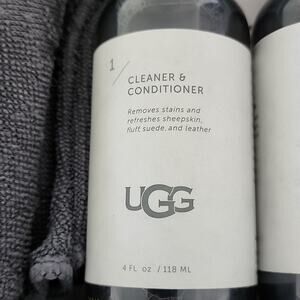 1/
CLEANER &
CONDITIONER
Removes stains and
refreshes sheepskin,
fluff suede, and leather
UGG
4 FL oz / 118 ML